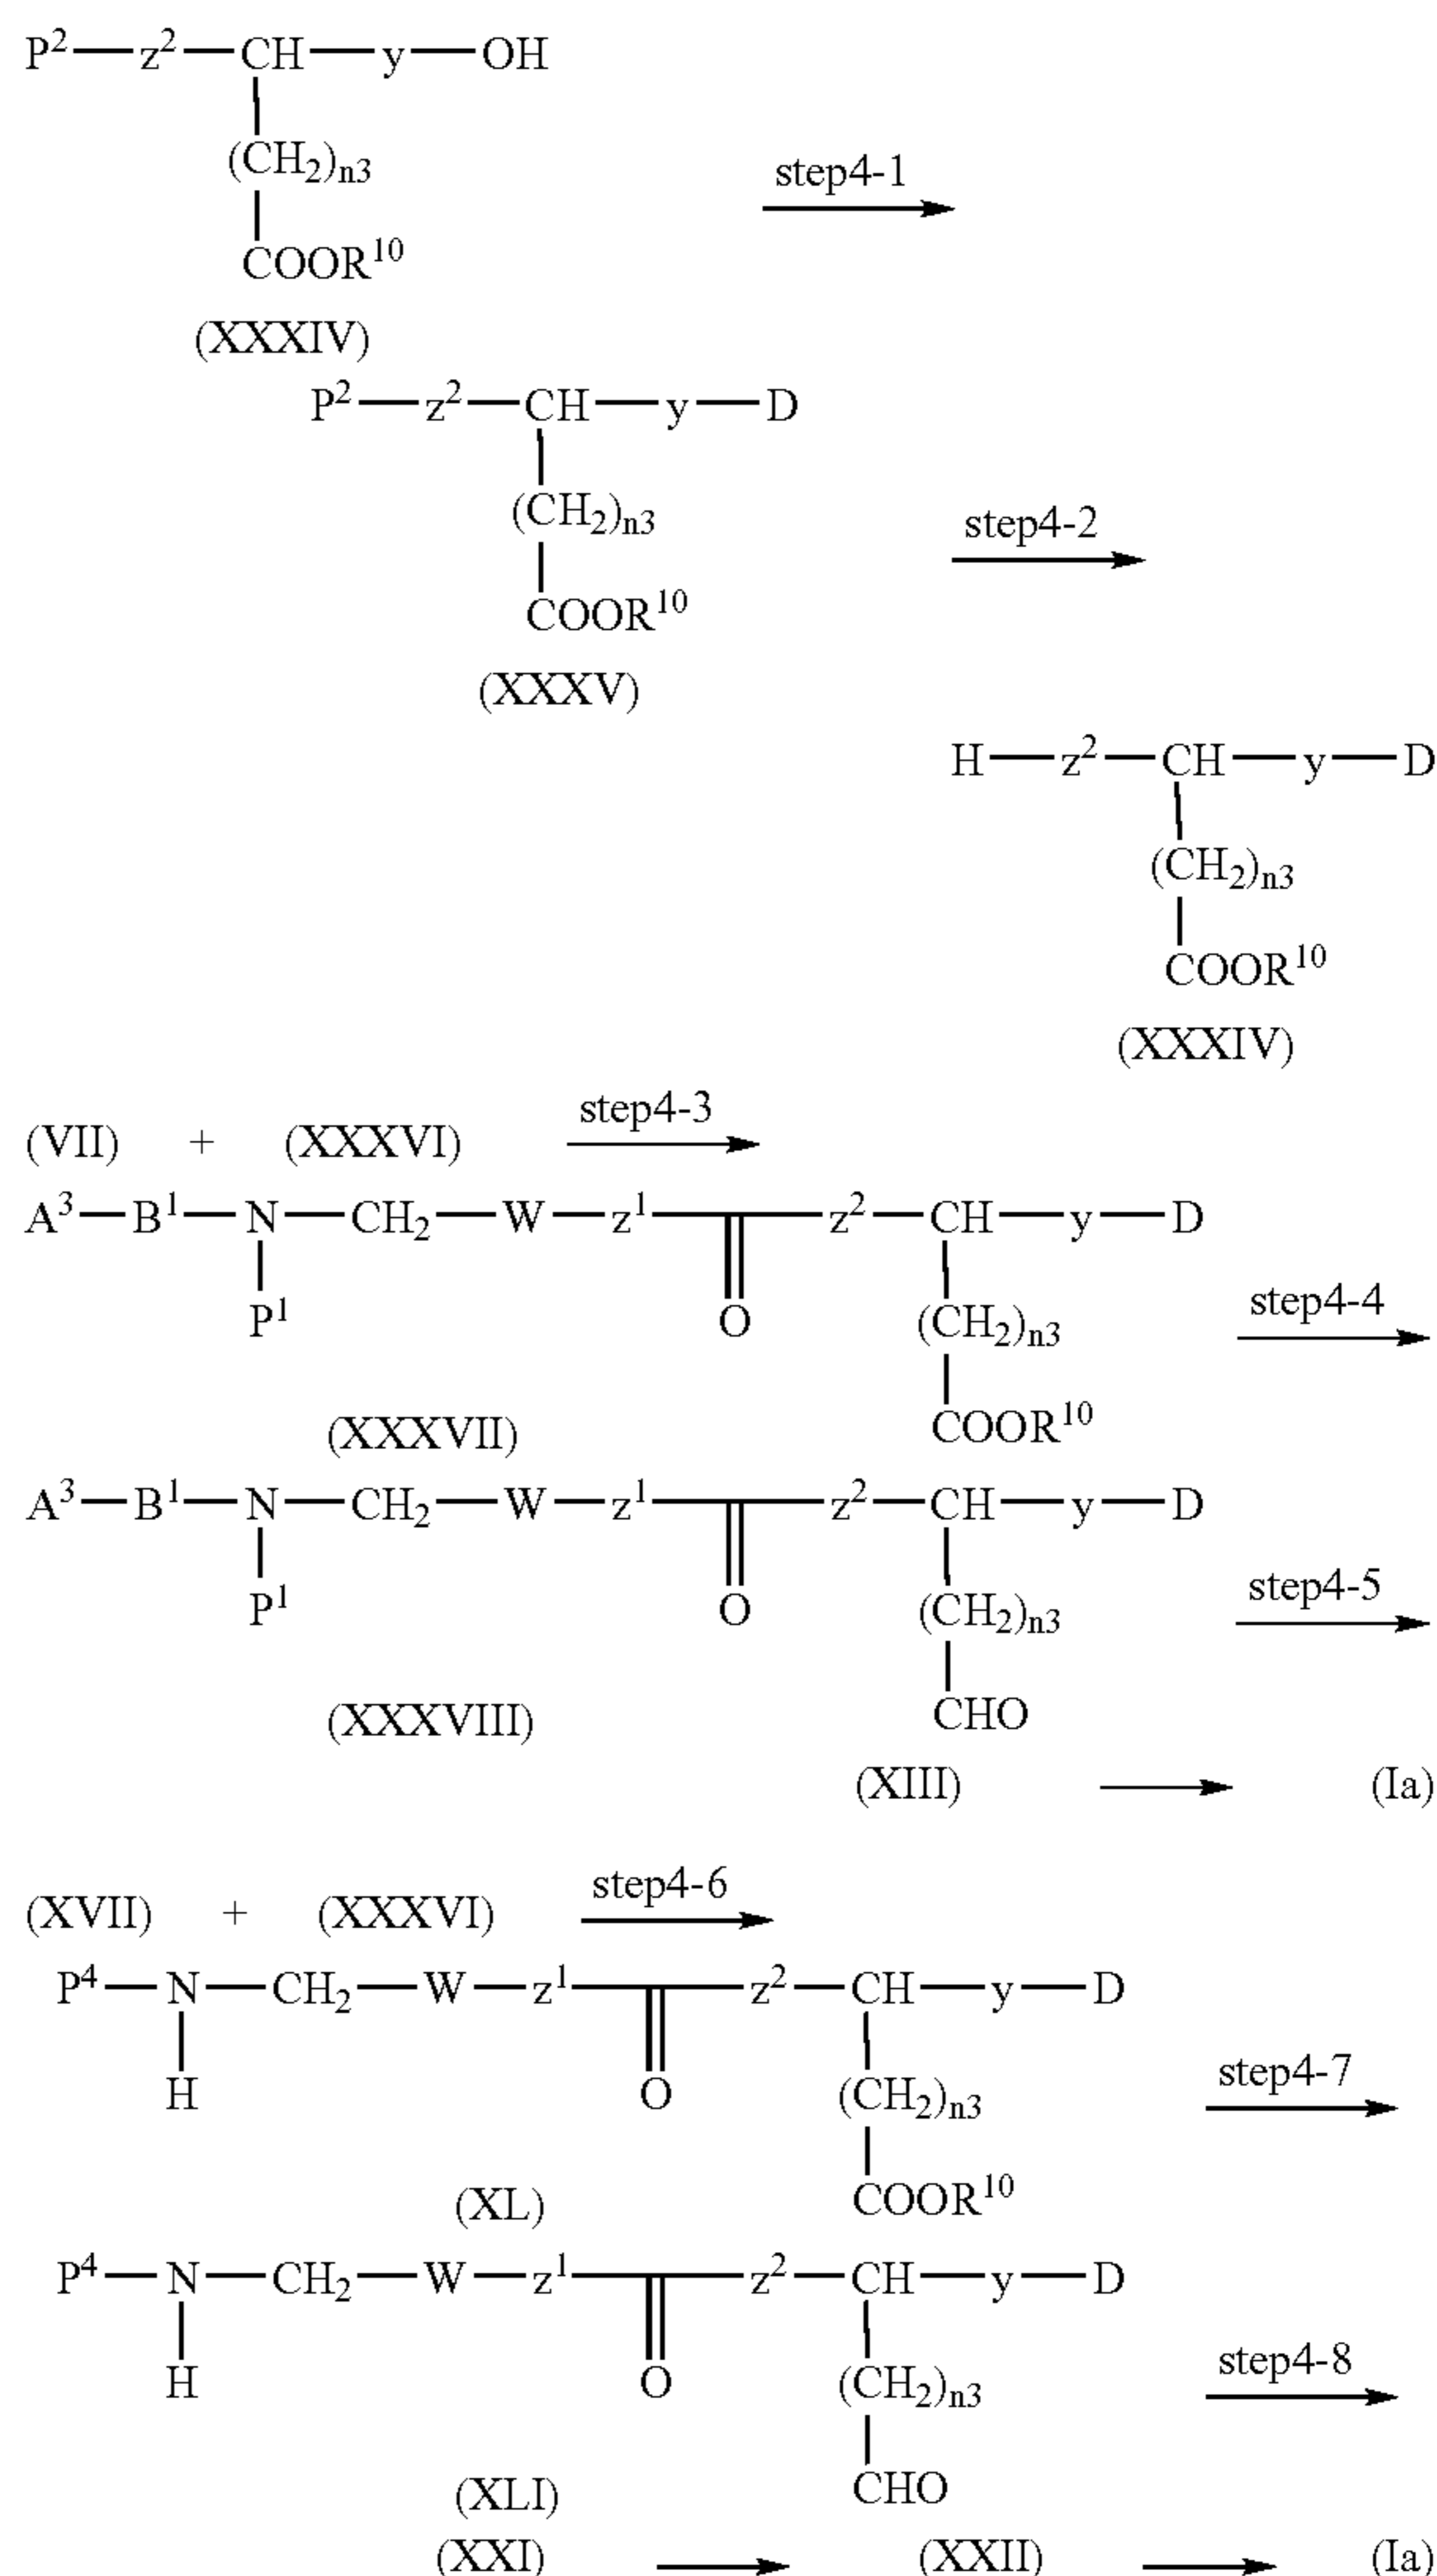 P² — z² — CH — y — OH
(CH₂)n3
COOR¹⁰
(XXXIV)
step4-1
P² — z² — CH — y — D
(CH₂)n3
COOR¹⁰
(XXXV)
step4-2
H — z² — CH — y — D
(CH₂)n3
COOR¹⁰
(XXXIV)
(VII) + (XXXVI) step4-3
A³ — B¹ — N — CH₂ — W — z¹ — z² — CH — y — D
P¹ O (CH₂)n3
COOR¹⁰
(XXXVII)
step4-4
A³ — B¹ — N — CH₂ — W — z¹ — z² — CH — y — D
P¹ O (CH₂)n3
CHO
(XXXVIII)
step4-5
(XIII) → (Ia)
(XVII) + (XXXVI) step4-6
P⁴ — N — CH₂ — W — z¹ — z² — CH — y — D
H O (CH₂)n3
COOR¹⁰
(XL)
step4-7
P⁴ — N — CH₂ — W — z¹ — z² — CH — y — D
H O (CH₂)n3
CHO
(XLI)
step4-8
(XXI) → (XXII) → (Ia)